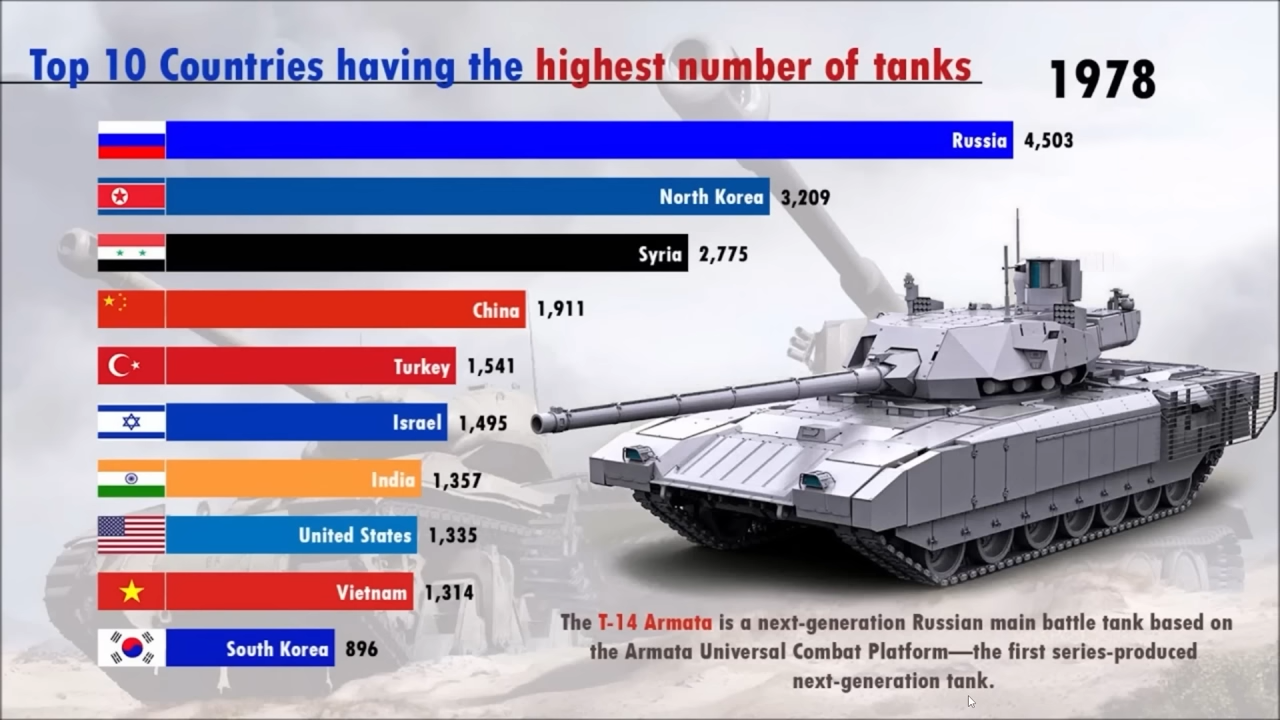 Top 10 Countries having the highest number of tanks
1978
Russia 4,503
North Korea 3,209
Syria 2,775
China 1,911
Turkey 1,541
Israel 1,495
India 1,357
United States 1,335
Vietnam 1,314
South Korea 896
The T-14 Armata is a next-generation Russian main battle tank based on
the Armata Universal Combat Platform—the first series-produced
next-generation tank.